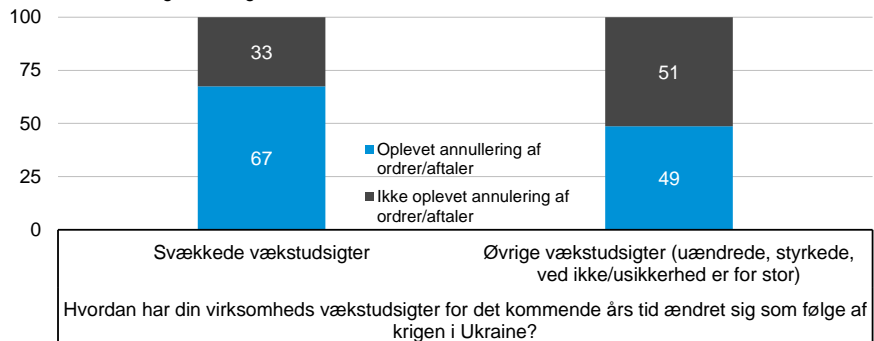 100
75
50
25
0
33
67
51
49
Oplevet annullering af
ordrer/aftaler
Ikke oplevet annulering af
ordrer/aftaler
Svækkede vækstudsigter
Øvrige vækstudsigter (uændrede, styrkede,
ved ikke/usikkerhed er for stor)
Hvordan har din virksomheds vækstudsigter for det kommende års tid ændret sig som følge af
krigen i Ukraine?